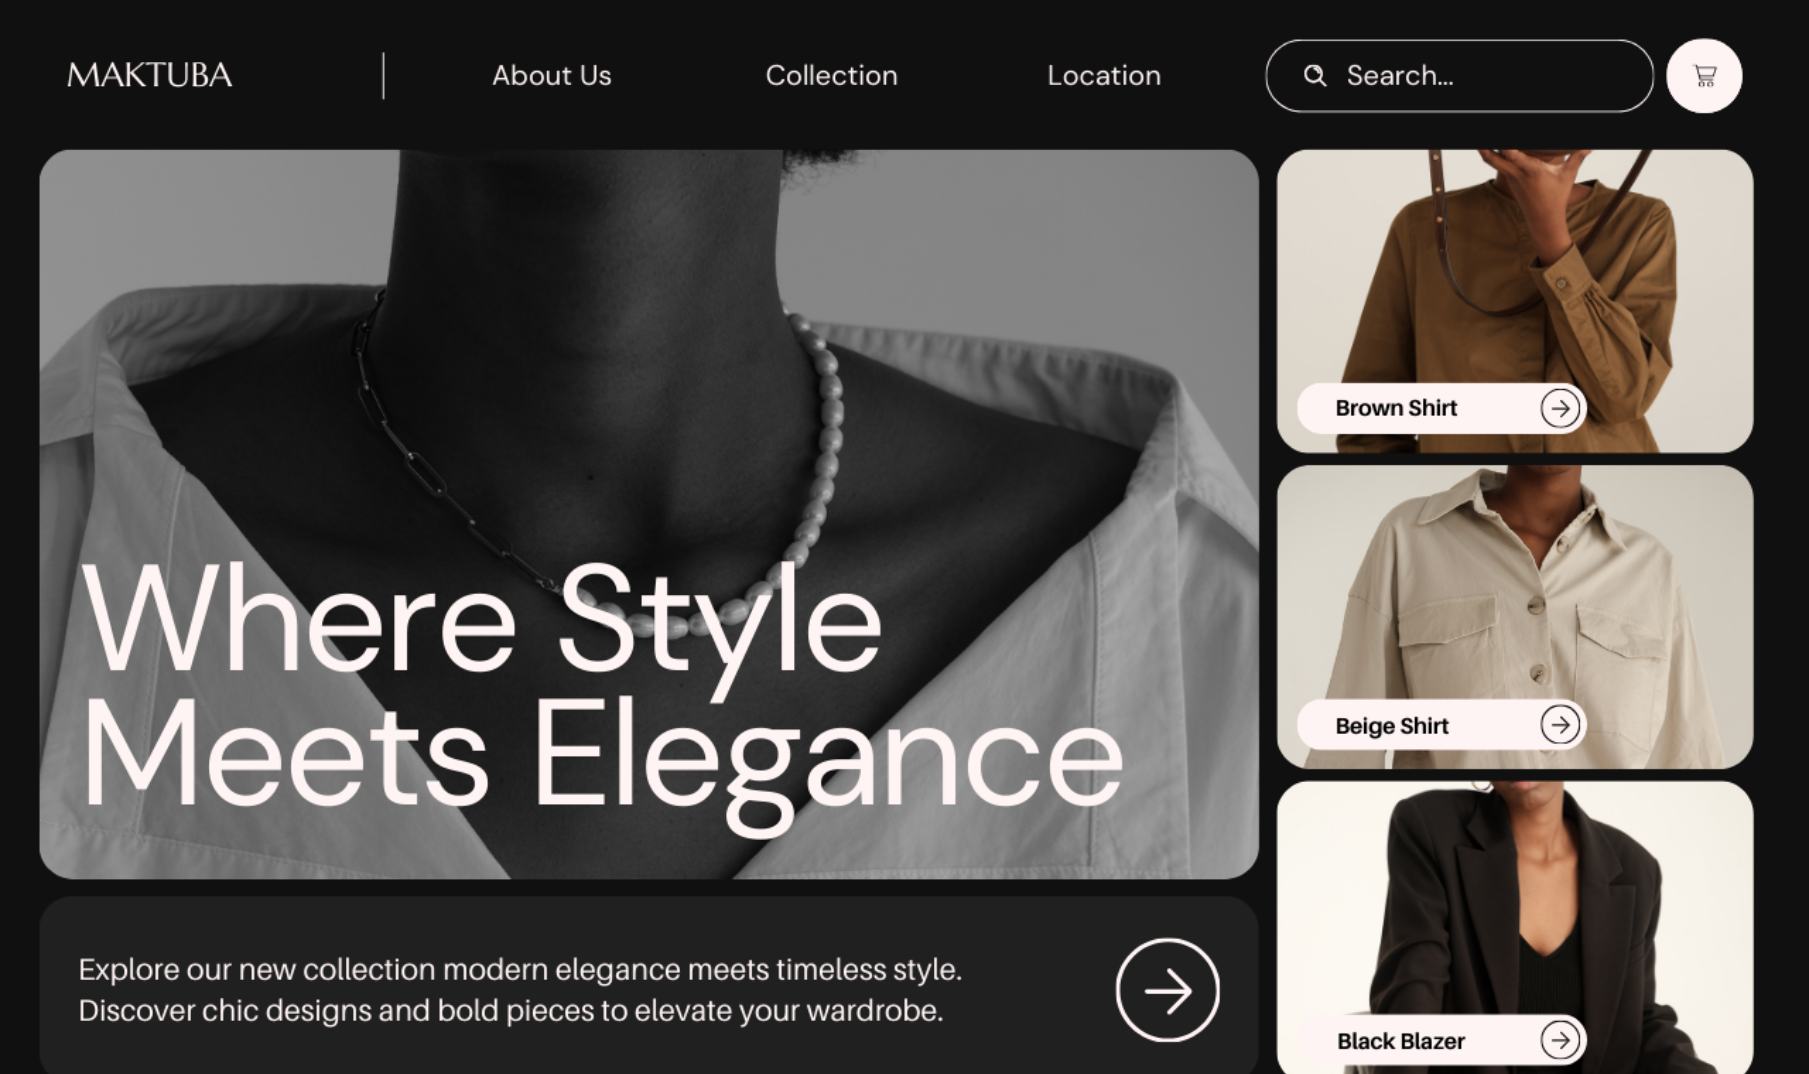 MAKTUBA
About Us
Collection
Location
Search...
Where Style
Meets Elegance
Explore our new collection modern elegance meets timeless style.
Discover chic designs and bold pieces to elevate your wardrobe.
Brown Shirt
Beige Shirt
Black Blazer